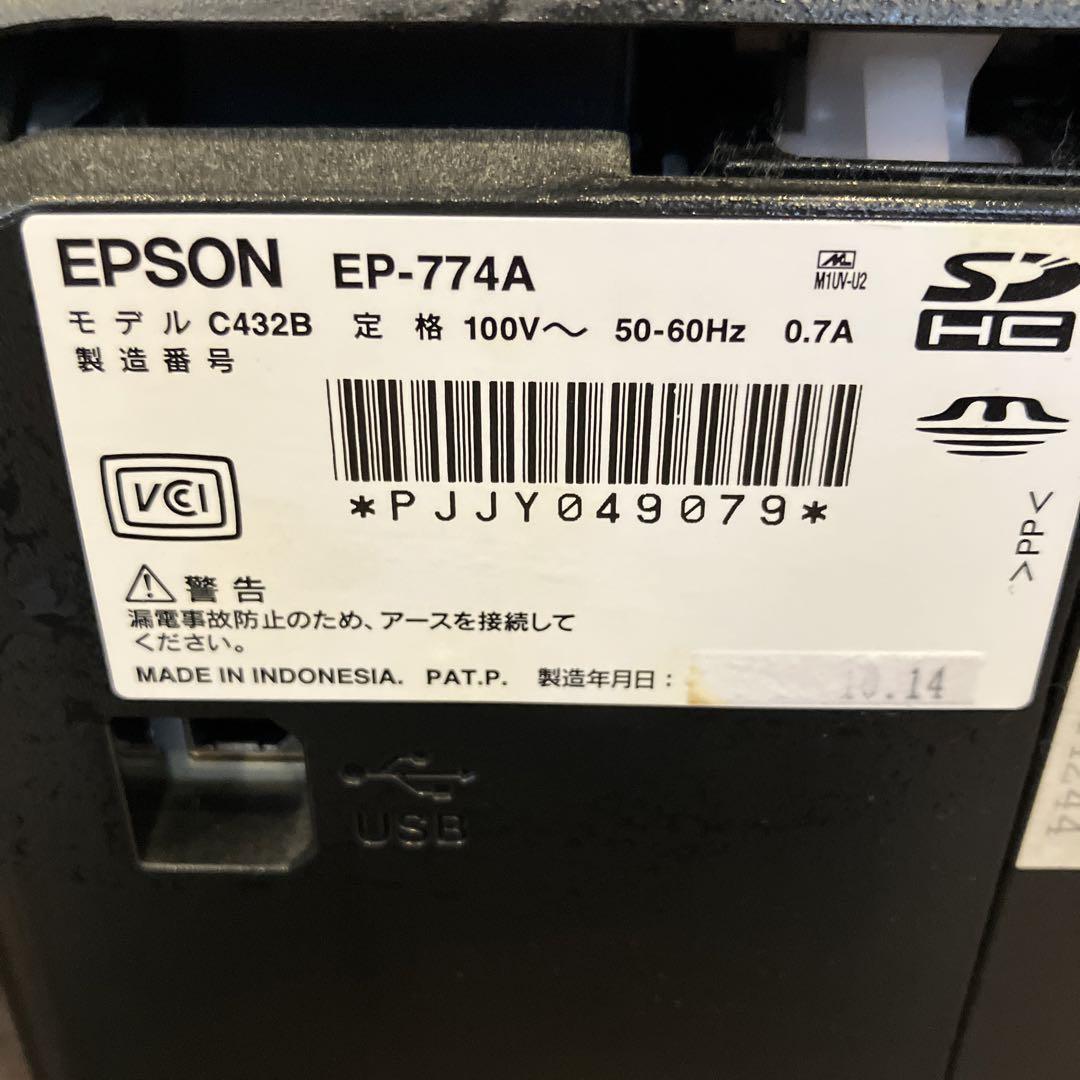 EPSON EP-774A
M1UV-U2
SD HC
モデル C432B 定格 100V～ 50-60Hz 0.7A
製造番号
*PJJY049079*
VCCI
>PP<
警告
漏電事故防止のため、アースを接続して
ください。
MADE IN INDONESIA. PAT.P. 製造年月日: 10.14
USB